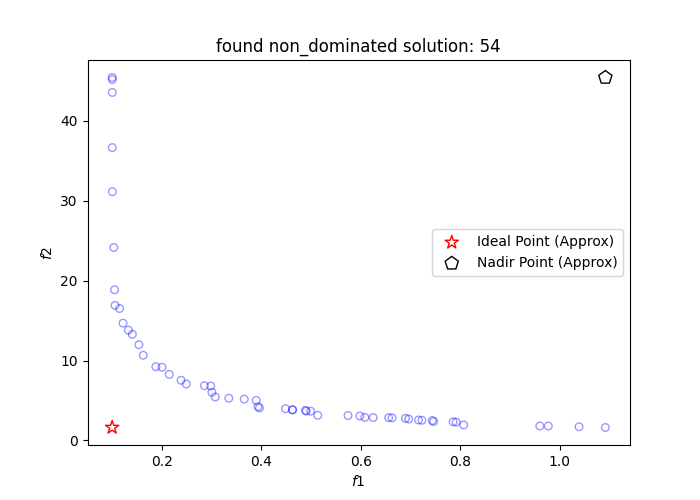 found non_dominated solution: 54
f2
40
30
20
10
0
Ideal Point (Approx)
Nadir Point (Approx)
0.2 0.4 0.6 0.8 1.0
f1